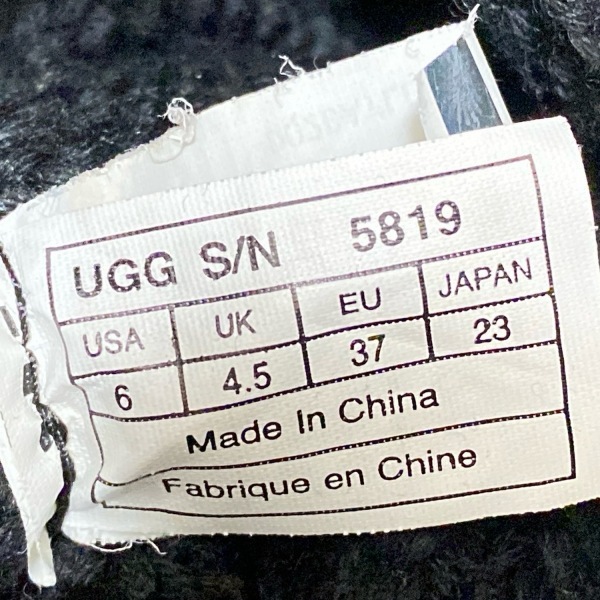 UGG S/N 5819
USA UK EU JAPAN
6 4.5 37 23
Made In China
Fabrique en Chine